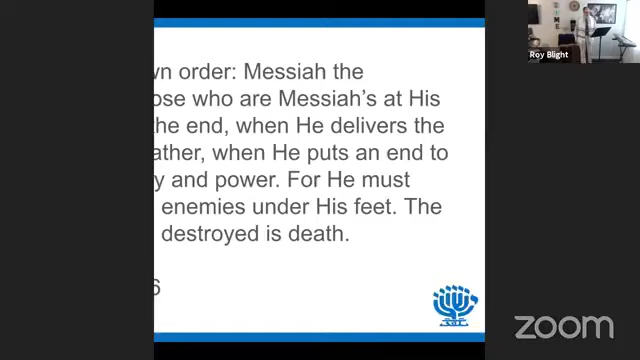 wn order: Messiah the
ose who are Messiah's at His
the end, when He delivers the
ather, when He puts an end to
y and power. For He must
enemies under His feet. The
destroyed is death.
6
Roy Blight
zoom